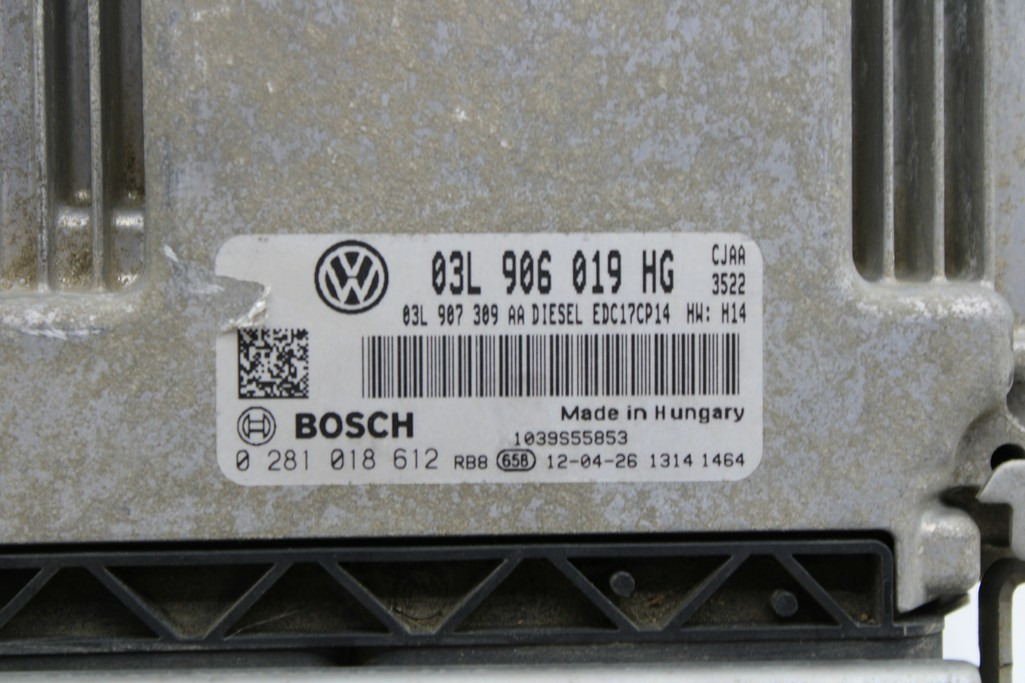 03L 906 019 HG CJAA
3522
03L 907 309 AA DIESEL EDC17CP14 HW: H14
Made in Hungary
BOSCH
1039S55853
0 281 018 612 RB8 658 12-04-26 1314 1464